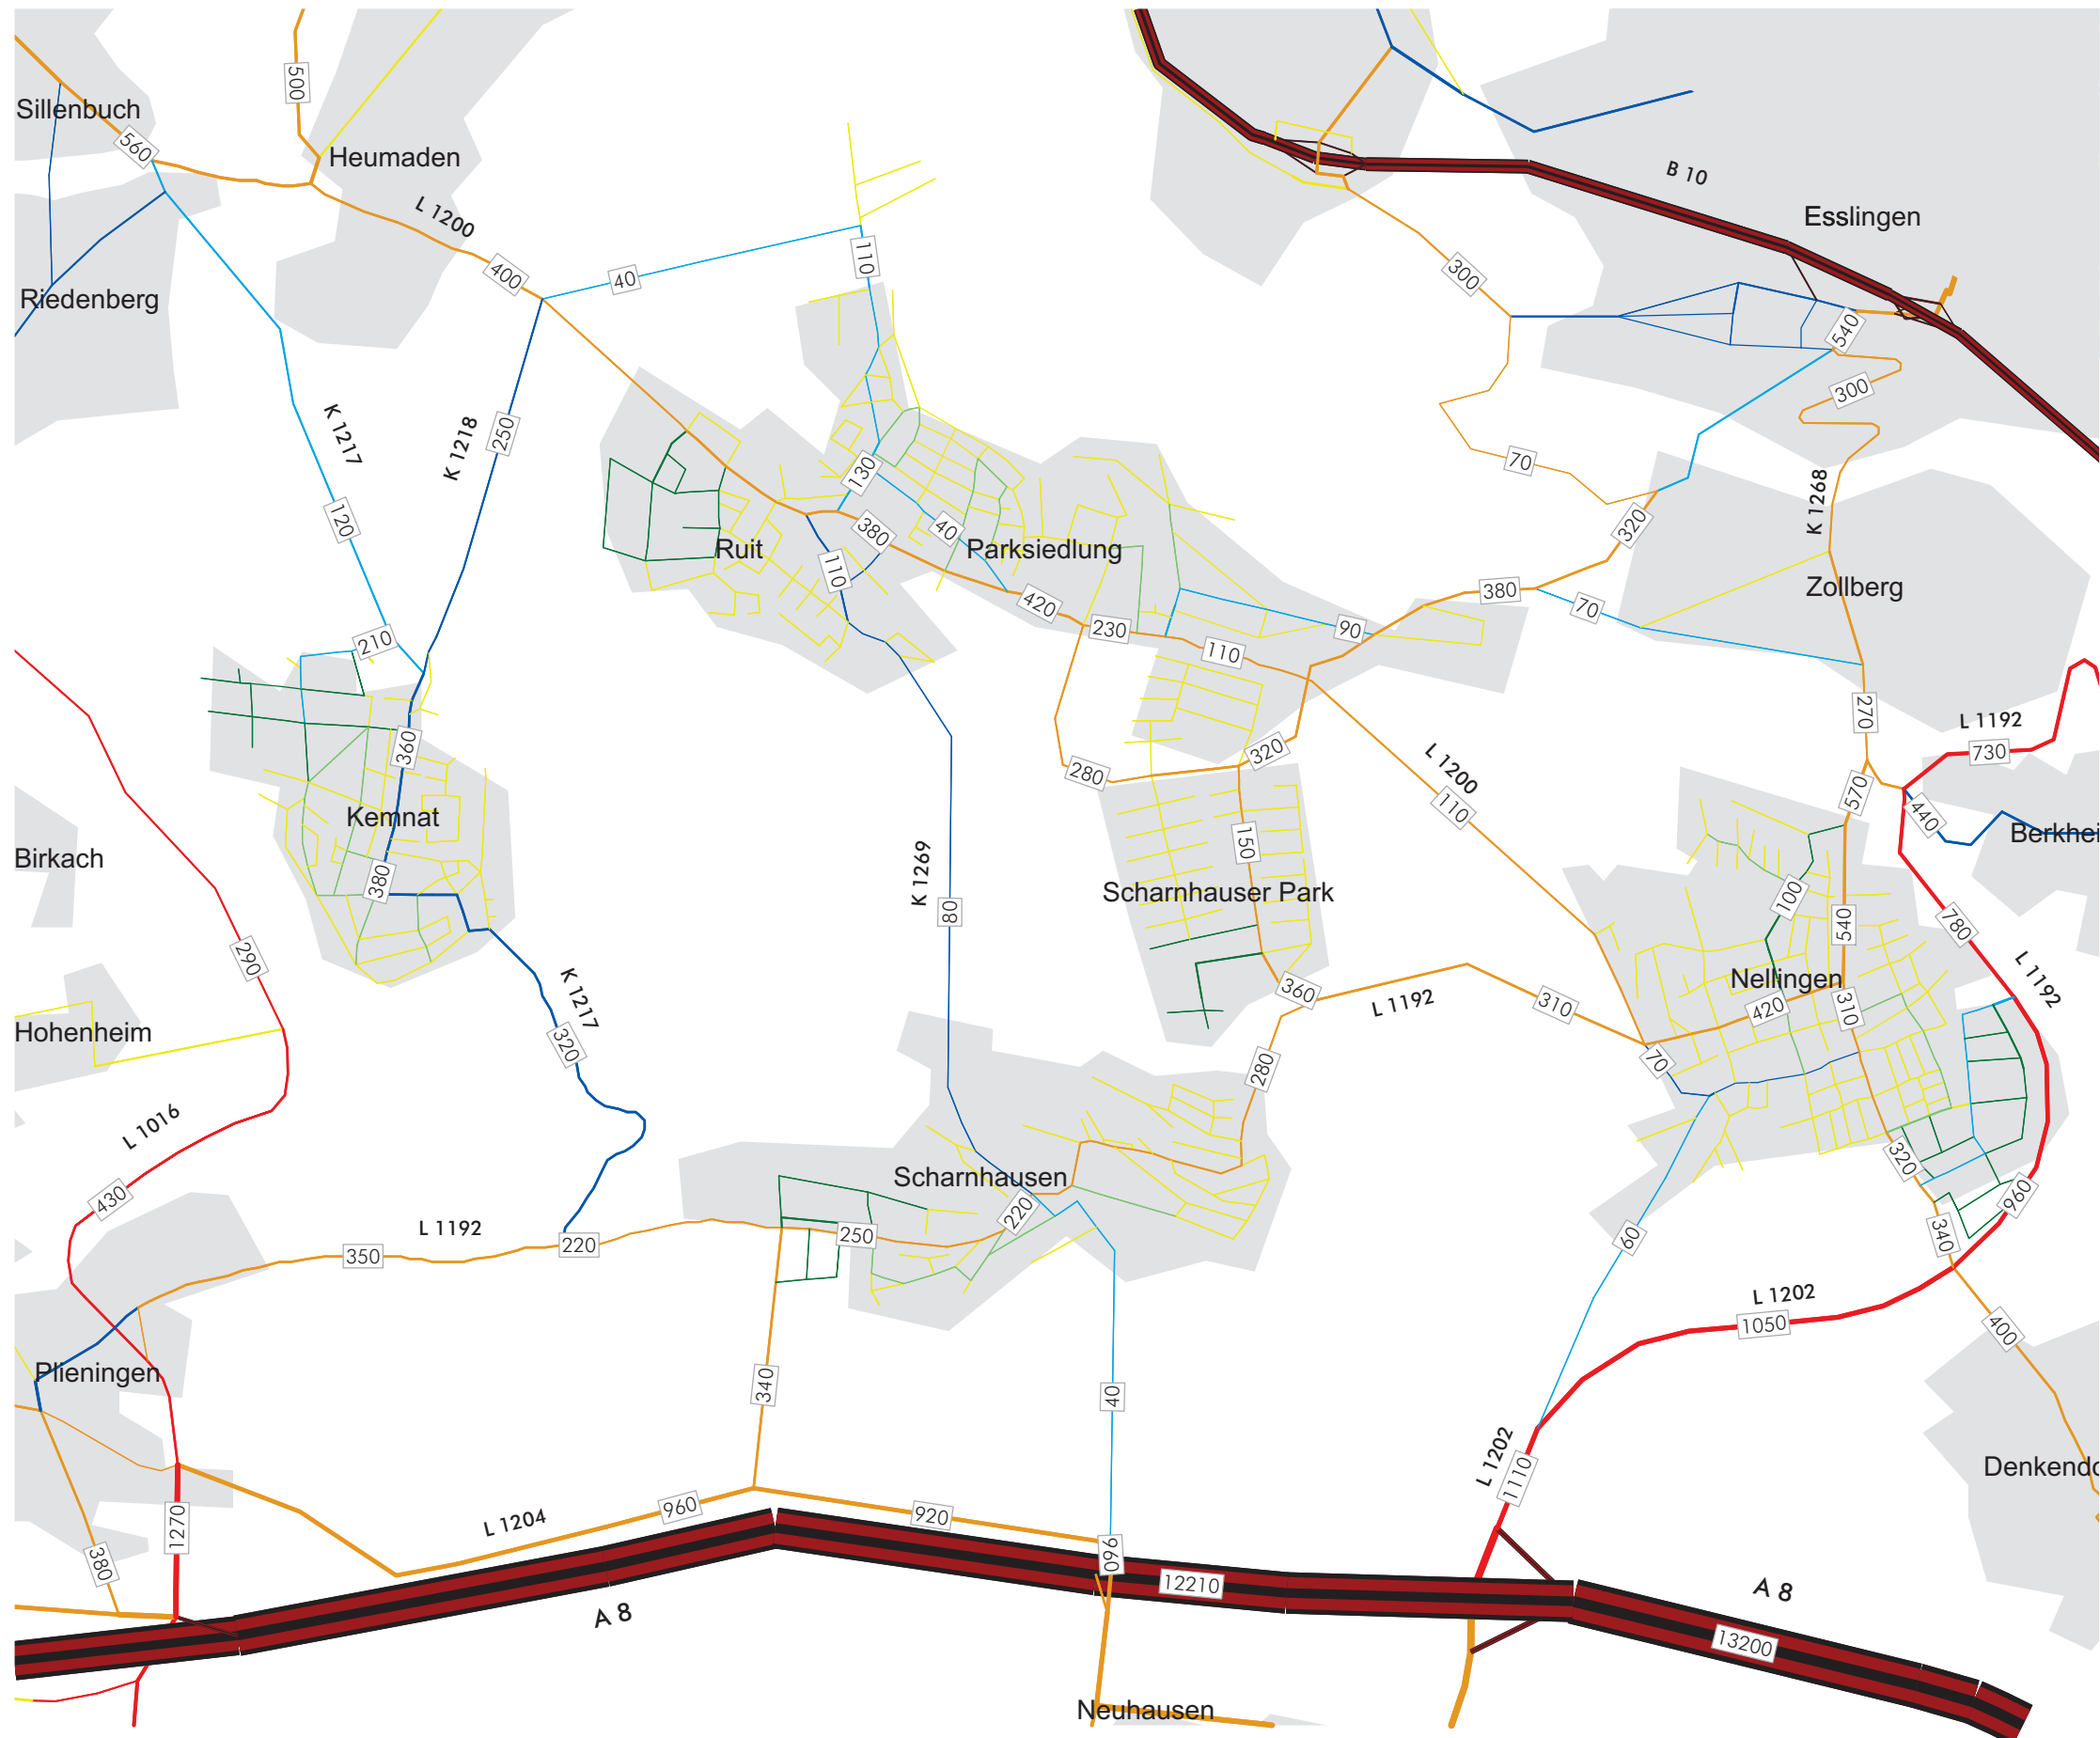 500
Sillenbuch
560
Heumaden
B 10
L 1200
Esslingen
110
400
40
300
Riedenberg
540
300
K 1217
K 1218
250
130
70
K 1268
120
380
40
320
Ruit
Parksiedlung
110
Zollberg
380
420
70
210
230
90
110
270
L 1192
360
320
730
280
L 1200
570
Kemnat
110
440
Berkhei
150
Birkach
K 1269
380
Scharnhauser Park
100
80
540
780
290
Nellingen
L 1192
K 1217
360
L 1192
310
420
310
Hohenheim
320
70
280
L 1016
320
Scharnhausen
430
960
220
L 1192
250
60
340
350
220
L 1202
1050
400
Plieningen
340
40
L 1202
Denkendo
1110
960
L 1204
920
1270
380
960
12210
A 8
A 8
13200
Neuhausen